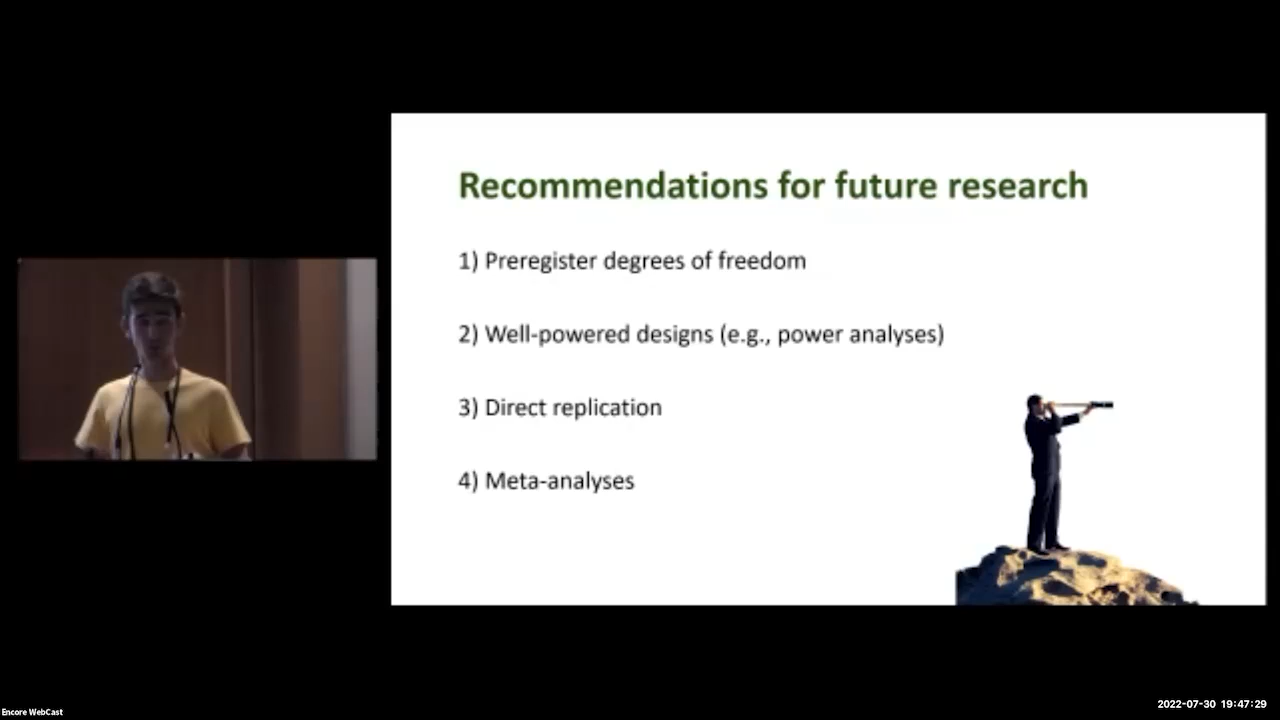 Recommendations for future research
1) Preregister degrees of freedom
2) Well-powered designs (e.g., power analyses)
3) Direct replication
4) Meta-analyses
Encore WebCast
2022-07-30 19:47:29